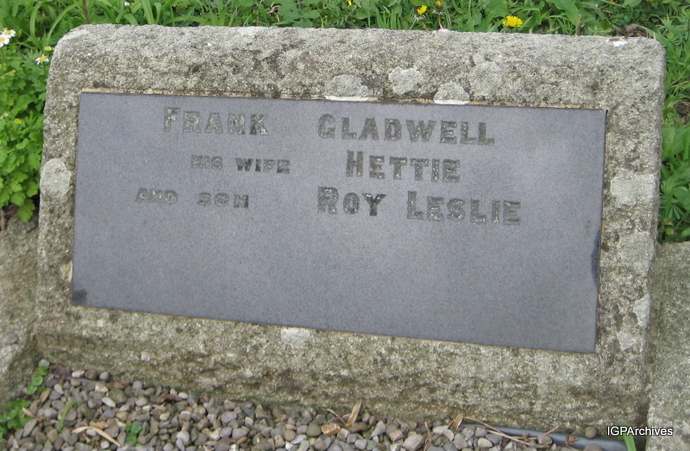 FRANK GLADWELL
HIS WIFE HETTIE
AND SON ROY LESLIE
IGPArchives